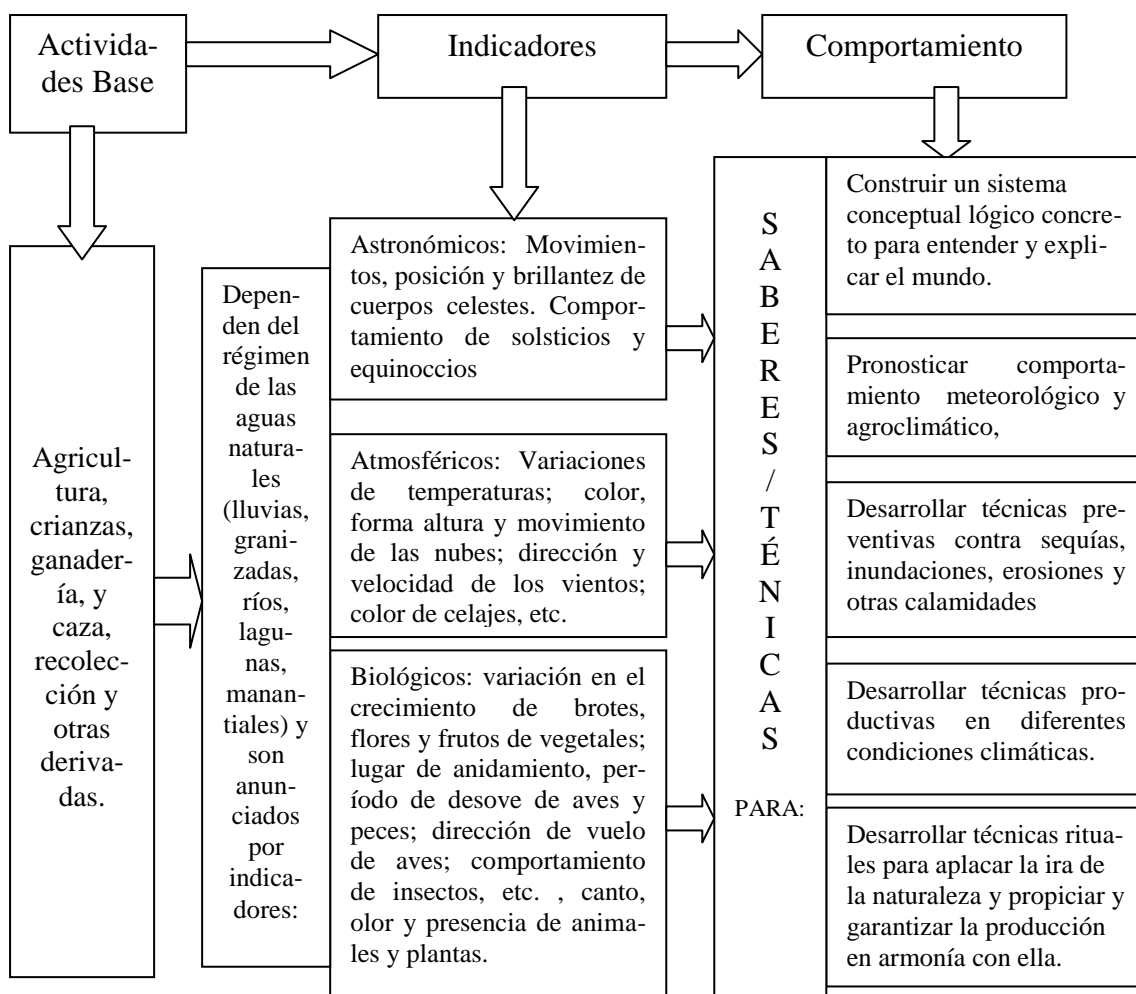 Activida-
des Base
Indicadores
Comportamiento
Agricul-
tura,
crianzas,
ganader-
ía, y
caza,
recolec-
ción y
otras
deriva-
das.
Depen-
den del
régimen
de las
aguas
natura-
les
(lluvias,
grani-
zadas,
ríos,
lagu-
nas,
manan-
tiales) y
son
anun-
ciados
por
indica-
dores:
Astronómicos: Movimien-
tos, posición y brillantez de
cuerpos celestes. Compor-
tamiento de solsticios y
equinoccios
Atmosféricos: Variaciones
de temperaturas; color,
forma altura y movimiento
de las nubes; dirección y
velocidad de los vientos;
color de celajes, etc.
Biológicos: variación en el
crecimiento de brotes,
flores y frutos de vegetales;
lugar de anidamiento, per-
íodo de desove de aves y
peces; dirección de vuelo
de aves; comportamiento
de insectos, etc. , canto,
olor y presencia de anima-
les y plantas.
S
A
B
E
R
E
S
/
T
É
N
I
C
A
S
PARA:
Construir un sistema
conceptual lógico concre-
to para entender y expli-
car el mundo.
Pronosticar comporta-
miento meteorológico y
agroclimático,
Desarrollar técnicas pre-
ventivas contra sequías,
inundaciones, erosiones y
otras calamidades
Desarrollar técnicas pro-
ductivas en diferentes
condiciones climáticas.
Desarrollar técnicas ritua-
les para aplacar la ira de
la naturaleza y propiciar y
garantizar la producción
en armonía con ella.